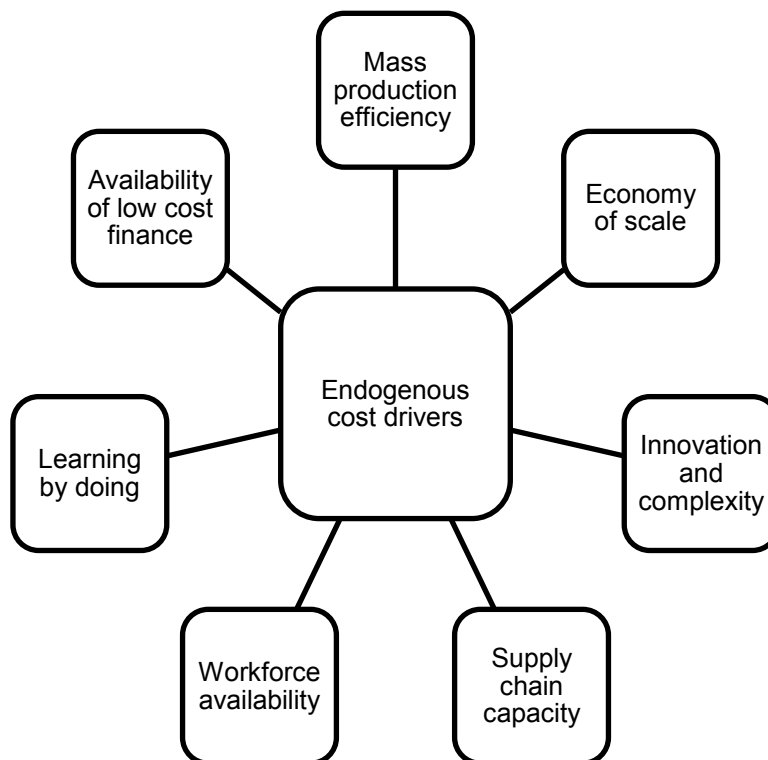 Mass
production
efficiency
Availability
of low cost
finance
Economy
of scale
Endogenous
cost drivers
Learning
by doing
Innovation
and
complexity
Workforce
availability
Supply
chain
capacity